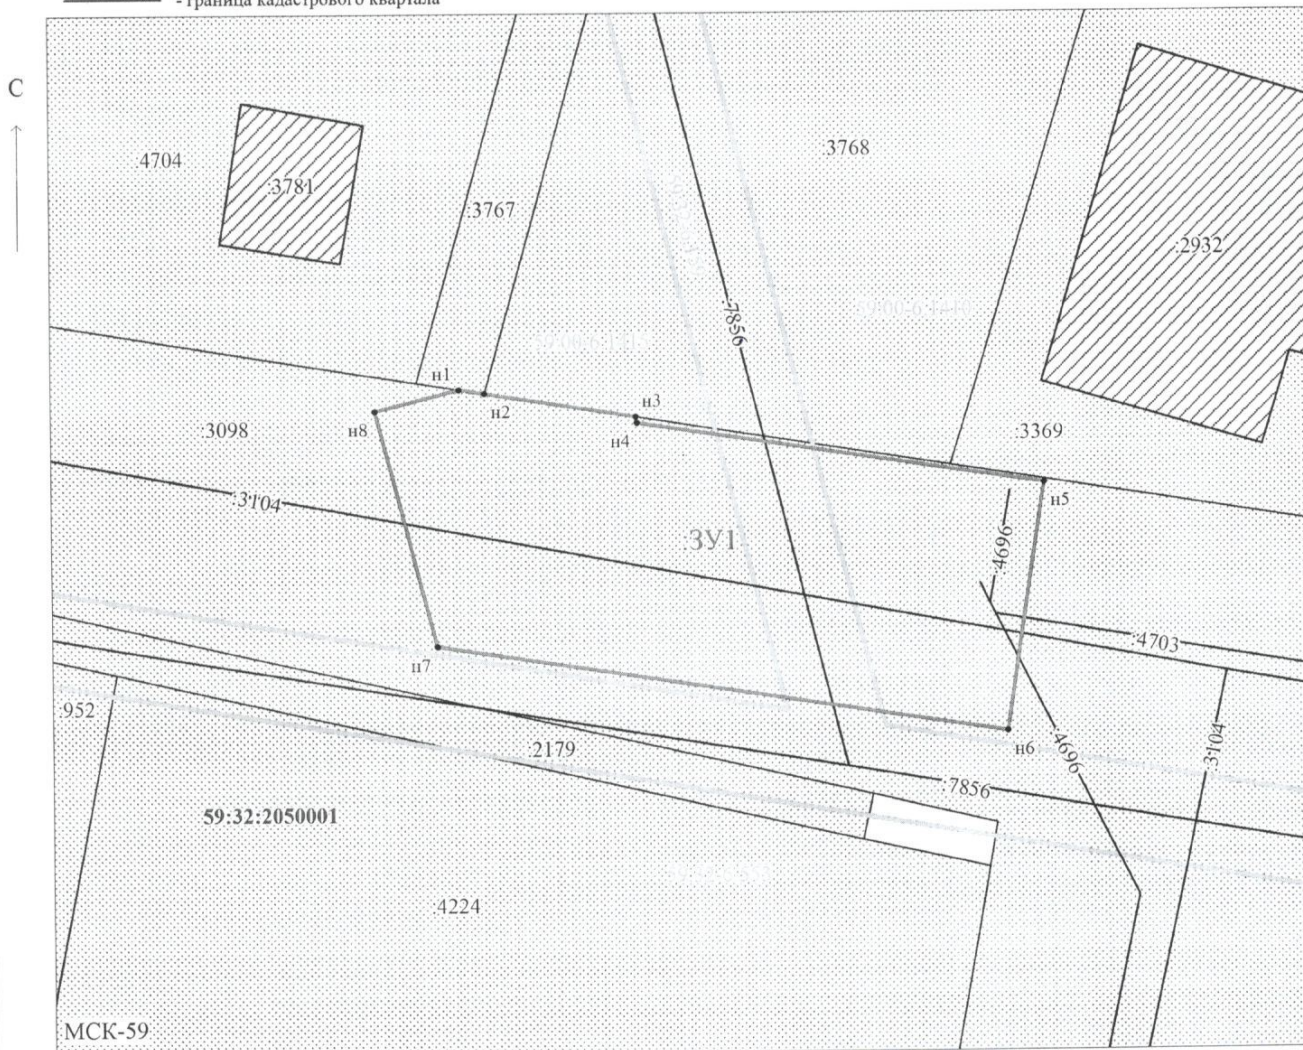 - граница кадастрового квартала
С
:4704
:3781
:3767
:3768
:2932
:7856
н1
н2
н3
н4
н8
:3098
:3369
н5
:3104
:ЗУ1
:4696
:4703
н7
н6
:952
:2179
:4696
:3104
:7856
59:32:2050001
:4224
МСК-59